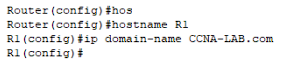 Router(config)#hos
Router(config)#hostname R1
R1(config)#ip domain-name CCNA-LAB.com
R1(config)#